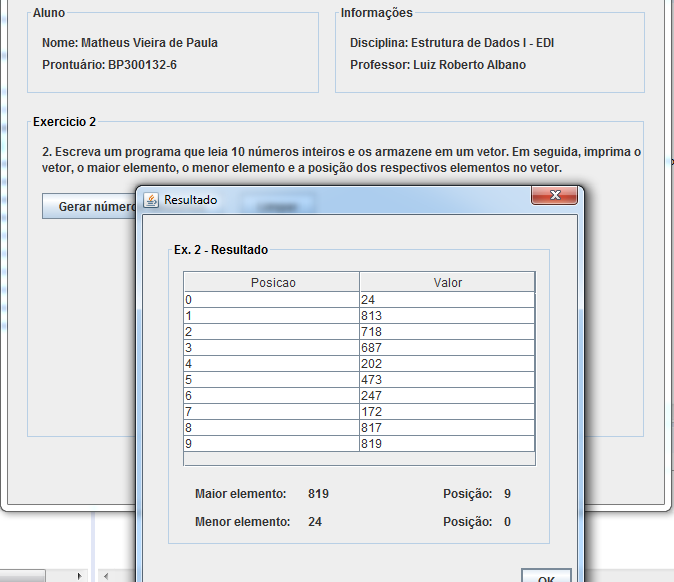 Aluno
Informações
Nome: Matheus Vieira de Paula
Disciplina: Estrutura de Dados I - EDI
Prontuário: BP300132-6
Professor: Luiz Roberto Albano
Exercicio 2
2. Escreva um programa que leia 10 números inteiros e os armazene em um vetor. Em seguida, imprima o
vetor, o maior elemento, o menor elemento e a posição dos respectivos elementos no vetor.
Gerar número
Resultado
Ex. 2 - Resultado
Posicao Valor
0 24
1 813
2 718
3 687
4 202
5 473
6 247
7 172
8 817
9 819
Maior elemento: 819 Posição: 9
Menor elemento: 24 Posição: 0
OK